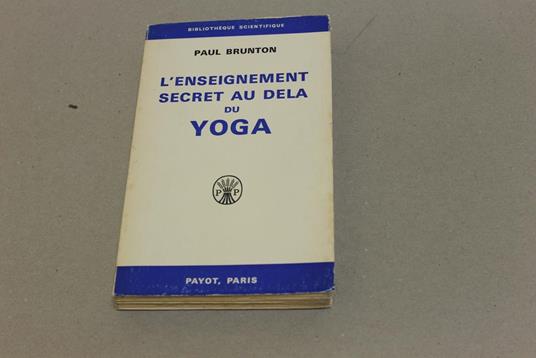 BIBLIOTHÈQUE SCIENTIFIQUE
PAUL BRUNTON
L'ENSEIGNEMENT
SECRET AU DELA
DU
YOGA
P P
PAYOT, PARIS